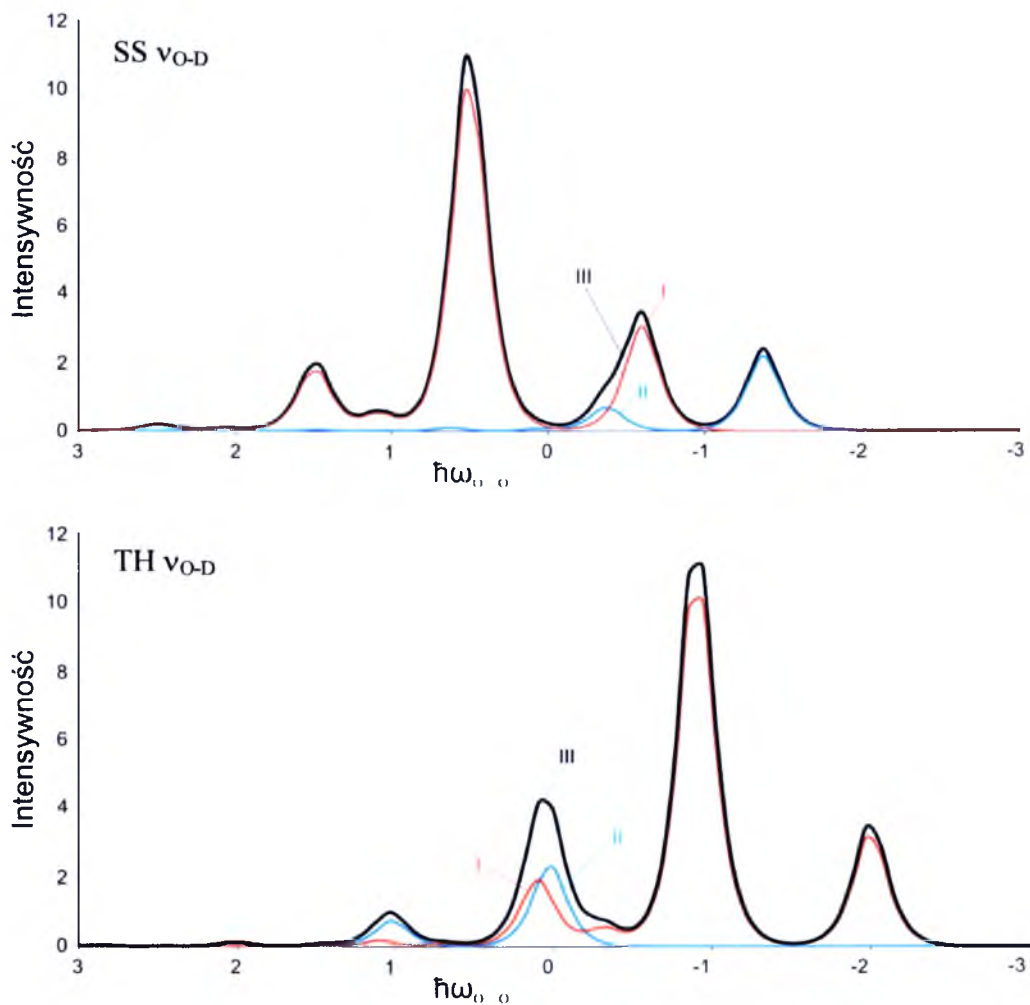 12
SS νO-D
10
8
6
4
2
0
Intensywność
III
I
II
3 2 1 0 -1 -2 -3
ħω
12
TH νO-D
10
8
6
4
2
0
Intensywność
III
II
I
3 2 1 0 -1 -2 -3
ħω